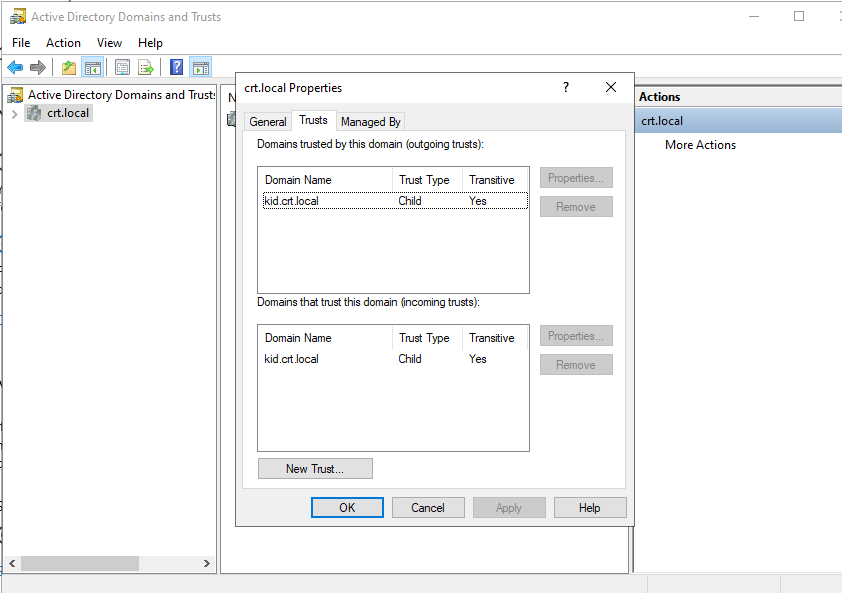 Active Directory Domains and Trusts
File Action View Help
Active Directory Domains and Trust
crt.local
N
crt.local Properties
?
General Trusts Managed By
Domains trusted by this domain (outgoing trusts):
Domain Name Trust Type Transitive
kid.crt.local Child Yes
Properties...
Remove
Domains that trust this domain (incoming trusts):
Domain Name Trust Type Transitive
kid.crt.local Child Yes
Properties...
Remove
New Trust...
OK Cancel Apply Help
Actions
crt.local
More Actions